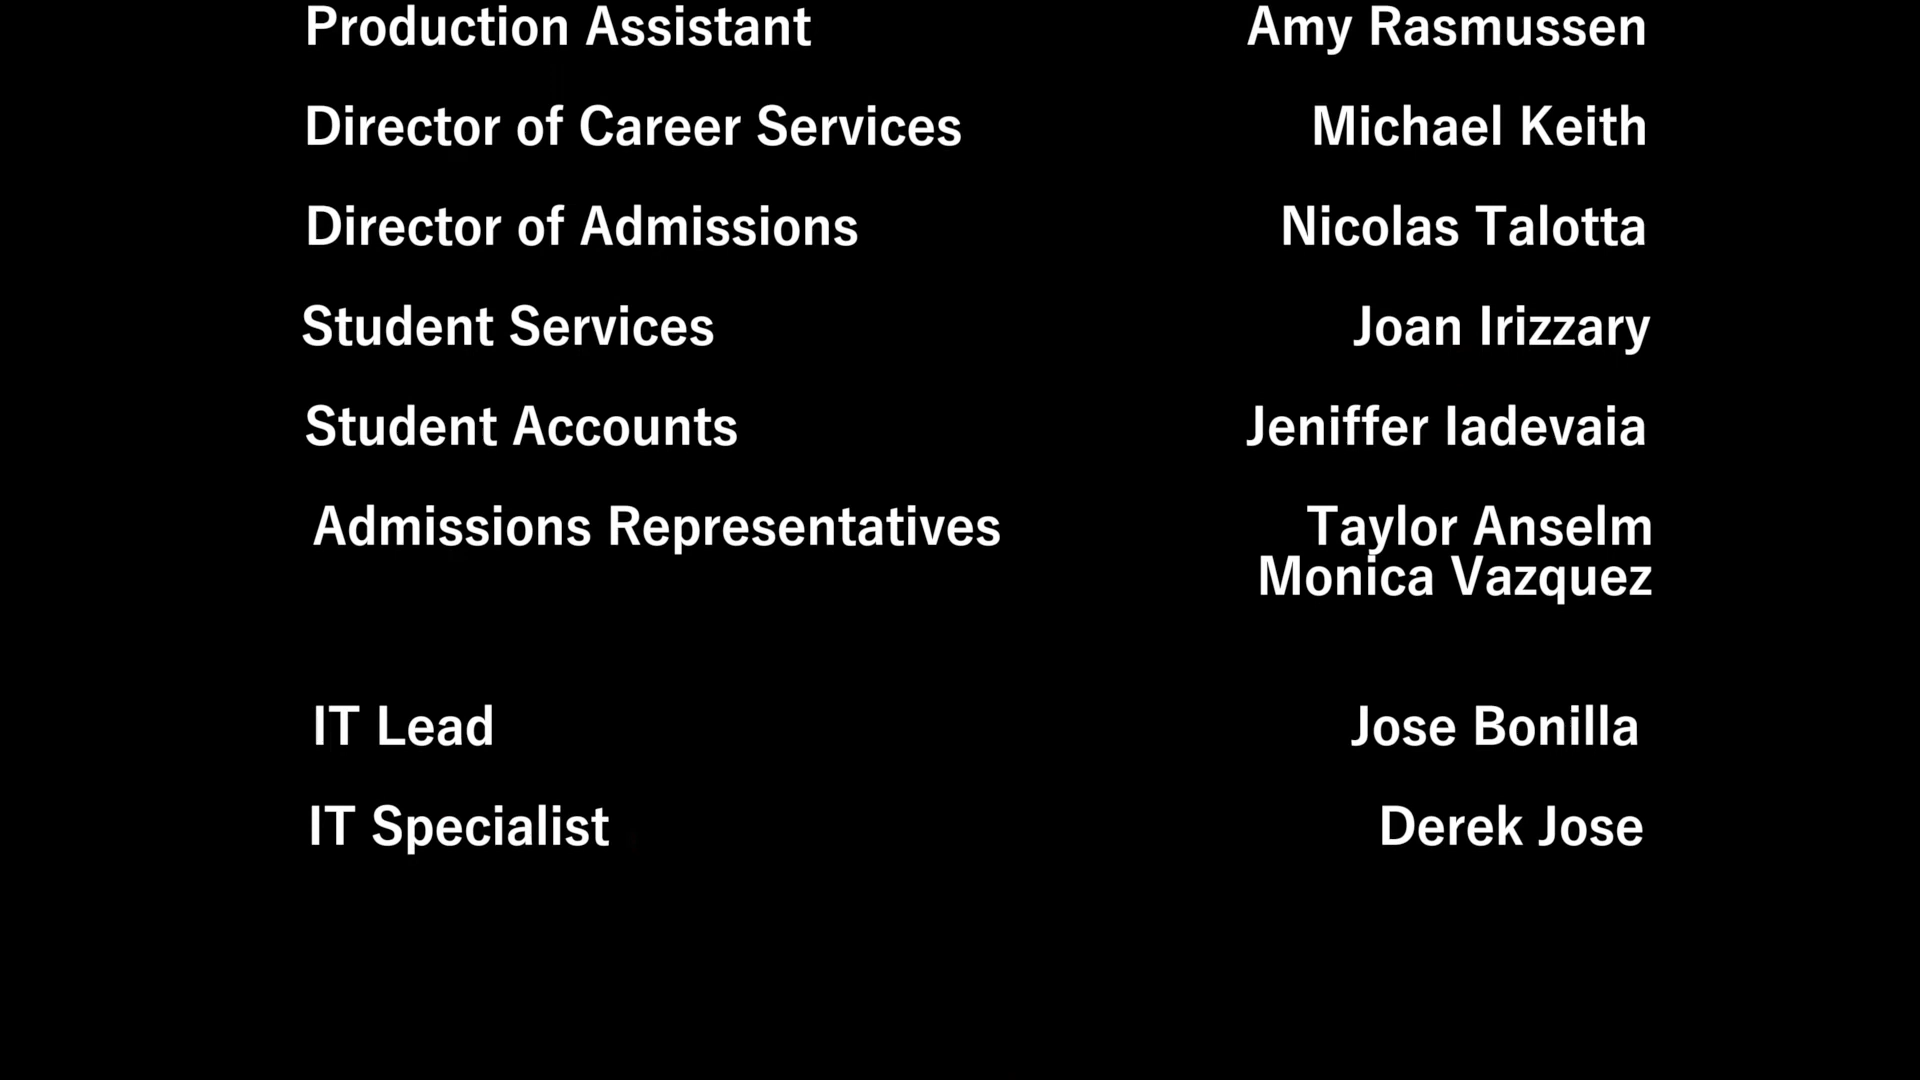 Production Assistant Amy Rasmussen
Director of Career Services Michael Keith
Director of Admissions Nicolas Talotta
Student Services Joan Irizzary
Student Accounts Jeniffer Iadevaia
Admissions Representatives Taylor Anselm
Monica Vazquez
IT Lead Jose Bonilla
IT Specialist Derek Jose